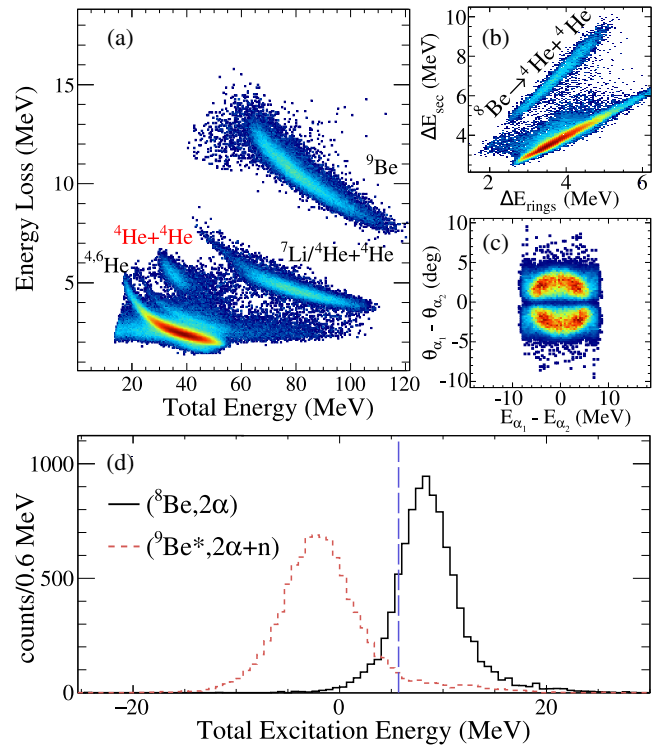 (a)
Energy Loss (MeV)
15
10
5
⁹Be
⁴He+⁴He
⁴,⁶He
⁷Li/⁴He+⁴He
20 40 60 80 100 120
Total Energy (MeV)
(b)
ΔE_sec (MeV)
10
8
6
4
⁸Be→⁴He+⁴He
2 4 6
ΔE_rings (MeV)
(c)
θ_α₁ - θ_α₂ (deg)
10
5
0
-5
-10
-10 0 10
E_α₁ - E_α₂ (MeV)
(d)
counts/0.6 MeV
1000
500
0
(⁸Be,2α)
(⁹Be*,2α+n)
-20 0 20
Total Excitation Energy (MeV)